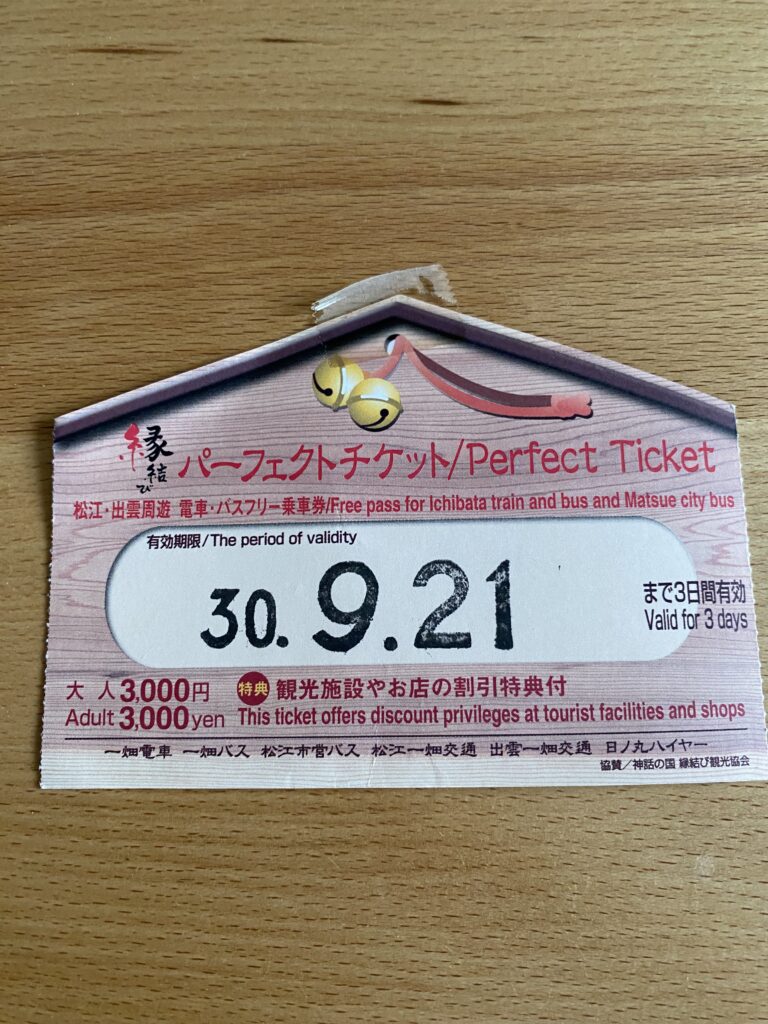 縁結び パーフェクトチケット/Perfect Ticket
松江・出雲周遊 電車・バスフリー乗車券/Free pass for Ichibata train and bus and Matsue city bus
有効期限/The period of validity
30. 9.21
まで3日間有効
Valid for 3 days
大人3,000円 特典 観光施設やお店の割引特典付
Adult 3,000yen This ticket offers discount privileges at tourist facilities and shops
一畑電車 一畑バス 松江市営バス 松江一畑交通 出雲一畑交通 日ノ丸ハイヤー
協賛/神話の国 縁結び観光協会